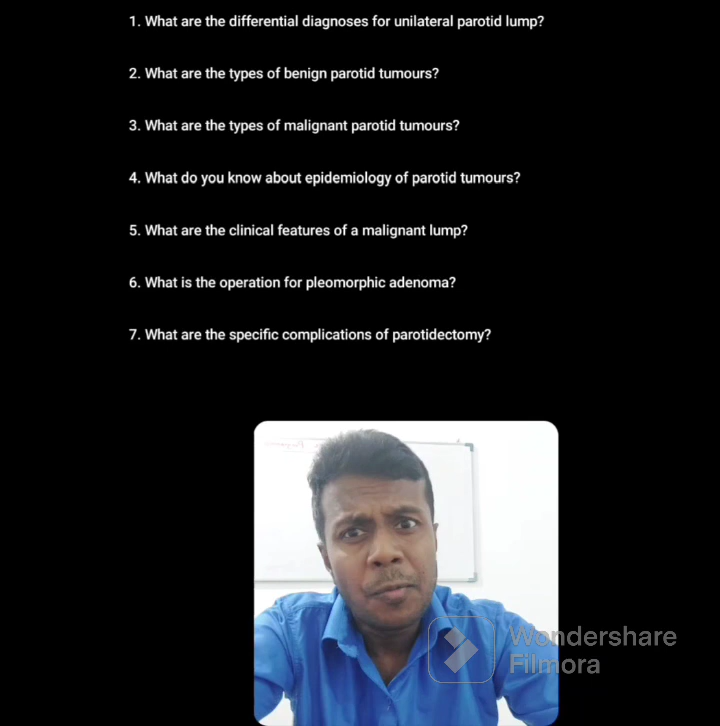 1. What are the differential diagnoses for unilateral parotid lump?
2. What are the types of benign parotid tumours?
3. What are the types of malignant parotid tumours?
4. What do you know about epidemiology of parotid tumours?
5. What are the clinical features of a malignant lump?
6. What is the operation for pleomorphic adenoma?
7. What are the specific complications of parotidectomy?
Wondershare
Filmora